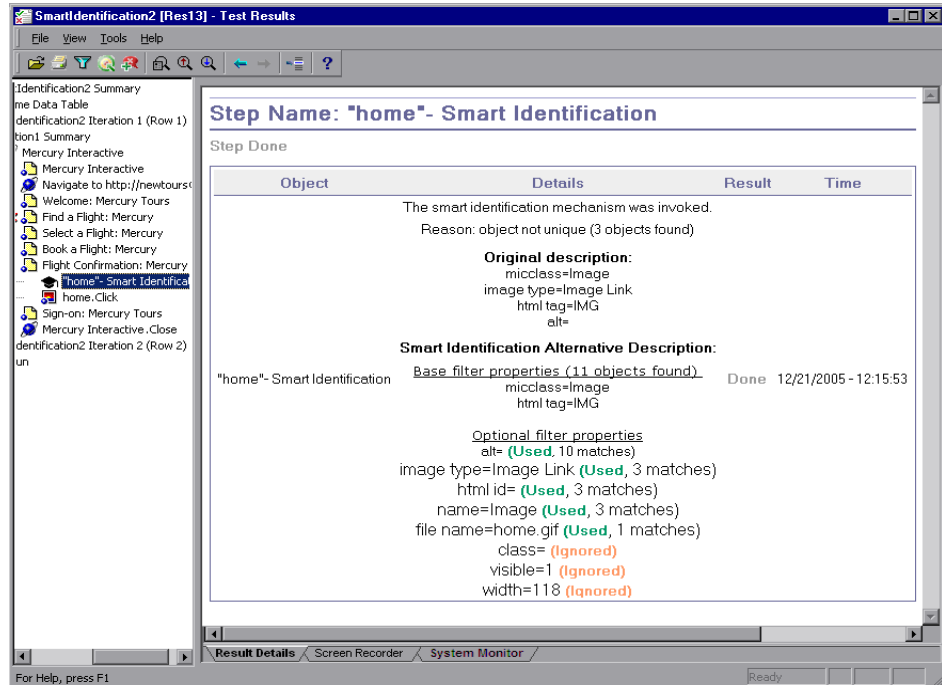 SmartIdentification2 [Res13] - Test Results
File View Tools Help
:Identification2 Summary
me Data Table
dentification2 Iteration 1 (Row 1)
tion1 Summary
Mercury Interactive
Mercury Interactive
Navigate to http://newtours
Welcome: Mercury Tours
Find a Flight: Mercury
Select a Flight: Mercury
Book a Flight: Mercury
Flight Confirmation: Mercury
"home"- Smart Identifica
home.Click
Sign-on: Mercury Tours
Mercury Interactive.Close
dentification2 Iteration 2 (Row 2)
un
Step Name: "home"- Smart Identification
Step Done
Object Details Result Time
The smart identification mechanism was invoked.
Reason: object not unique (3 objects found)
Original description:
micclass=Image
image type=Image Link
html tag=IMG
alt=
Smart Identification Alternative Description:
"home"- Smart Identification Base filter properties (11 objects found) Done 12/21/2005 - 12:15:53
micclass=Image
html tag=IMG
Optional filter properties
alt= (Used, 10 matches)
image type=Image Link (Used, 3 matches)
html id= (Used, 3 matches)
name=Image (Used, 3 matches)
file name=home.gif (Used, 1 matches)
class= (Ignored)
visible=1 (Ignored)
width=118 (Ignored)
Result Details Screen Recorder System Monitor
For Help, press F1 Ready